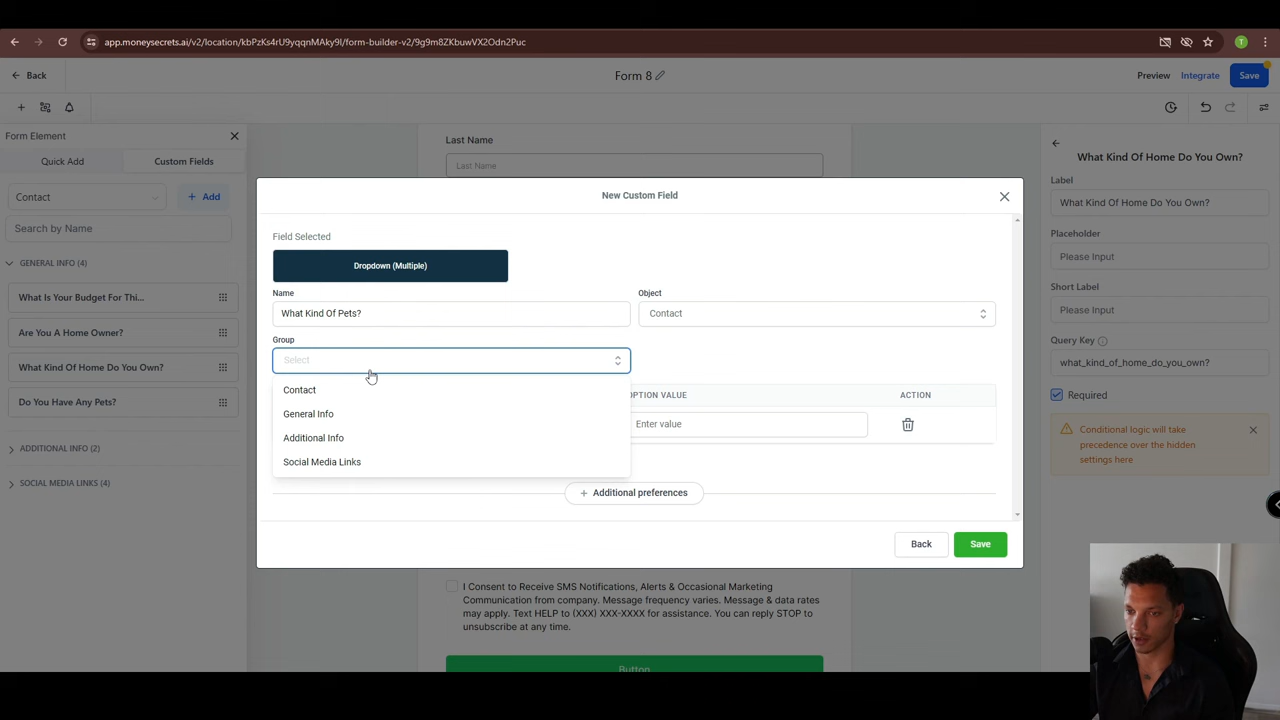 app.moneysecrets.ai/v2/location/kbPzKs4rU9yqqnMAky9l/form-builder-v2/9g9m8ZKbuwVX2Odn2Puc
T
Back
Form 8
Preview
Integrate
Save
Form Element
Quick Add
Custom Fields
Contact
Add
Search by Name
GENERAL INFO (4)
What Is Your Budget For Thi...
Are You A Home Owner?
What Kind Of Home Do You Own?
Do You Have Any Pets?
ADDITIONAL INFO (2)
SOCIAL MEDIA LINKS (4)
Last Name
Last Name
New Custom Field
Field Selected
Dropdown (Multiple)
Name
Object
What Kind Of Pets?
Contact
Group
Select
Contact
General Info
Additional Info
Social Media Links
OPTION VALUE
ACTION
Enter value
Additional preferences
Back
Save
I Consent to Receive SMS Notifications, Alerts & Occasional Marketing
Communication from company. Message frequency varies. Message & data rates
may apply. Text HELP to (XXX) XXX-XXXX for assistance. You can reply STOP to
unsubscribe at any time.
Button
What Kind Of Home Do You Own?
Label
What Kind Of Home Do You Own?
Placeholder
Please Input
Short Label
Please Input
Query Key
what_kind_of_home_do_you_own?
Required
Conditional logic will take
precedence over the hidden
settings here